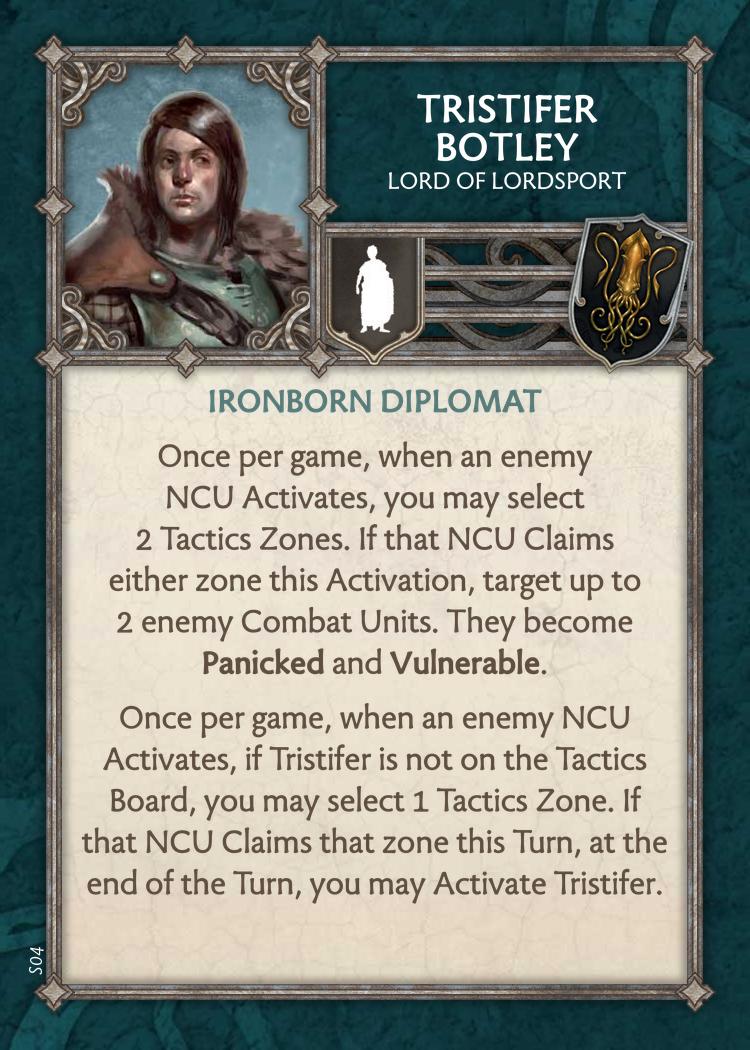 TRISTIFER
BOTLEY
LORD OF LORDSPORT
IRONBORN DIPLOMAT
Once per game, when an enemy
NCU Activates, you may select
2 Tactics Zones. If that NCU Claims
either zone this Activation, target up to
2 enemy Combat Units. They become
Panicked and Vulnerable.
Once per game, when an enemy NCU
Activates, if Tristifer is not on the Tactics
Board, you may select 1 Tactics Zone. If
that NCU Claims that zone this Turn, at the
end of the Turn, you may Activate Tristifer.
S04